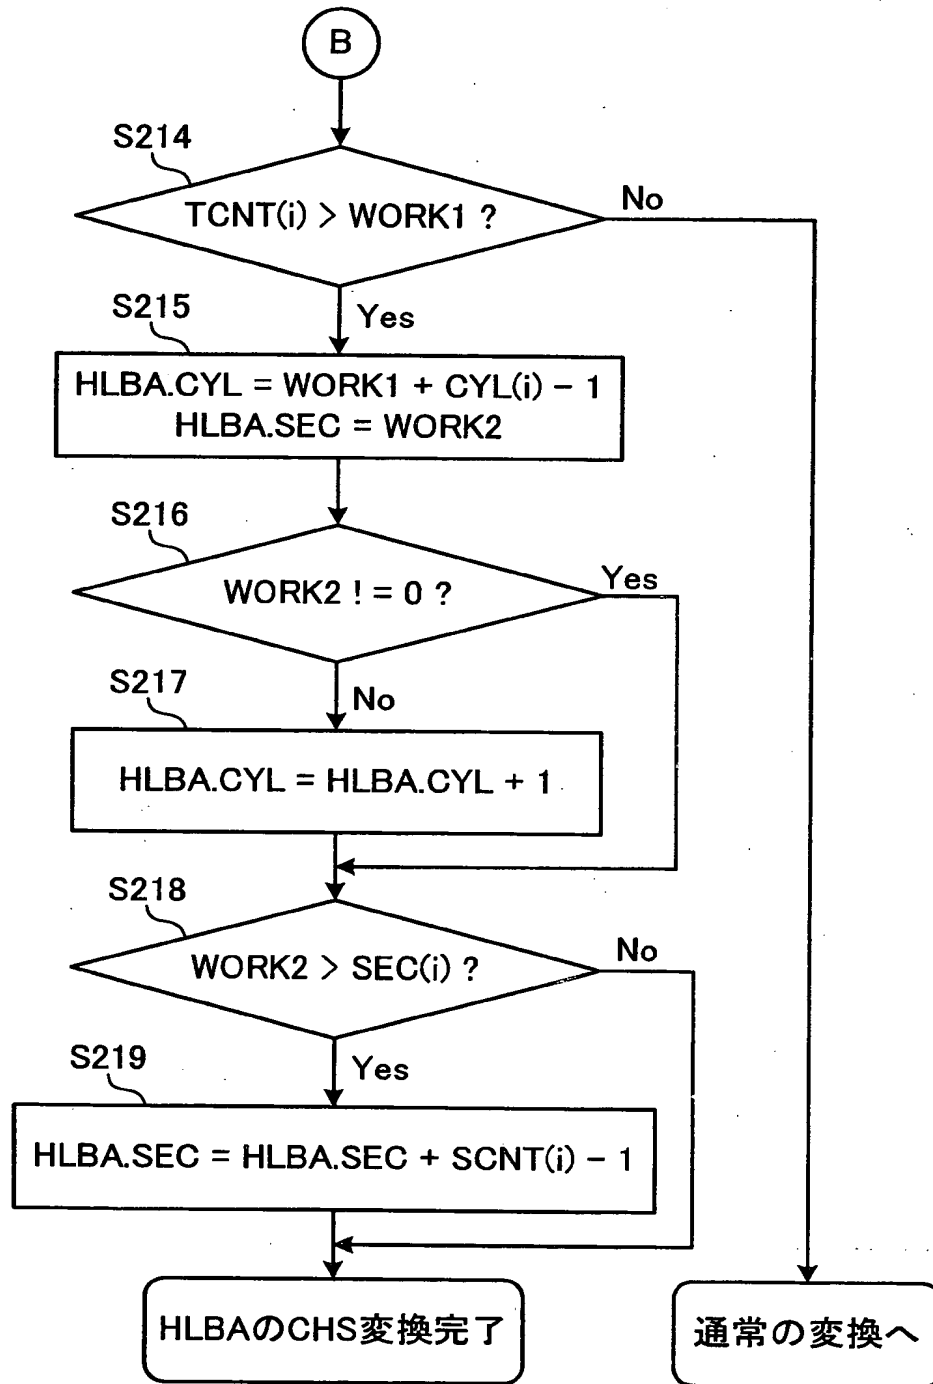 B
S214
TCNT(i) > WORK1 ?
No
Yes
S215
HLBA.CYL = WORK1 + CYL(i) − 1
HLBA.SEC = WORK2
S216
WORK2 ! = 0 ?
Yes
No
S217
HLBA.CYL = HLBA.CYL + 1
S218
WORK2 > SEC(i) ?
No
Yes
S219
HLBA.SEC = HLBA.SEC + SCNT(i) − 1
HLBAのCHS変換完了
通常の変換へ